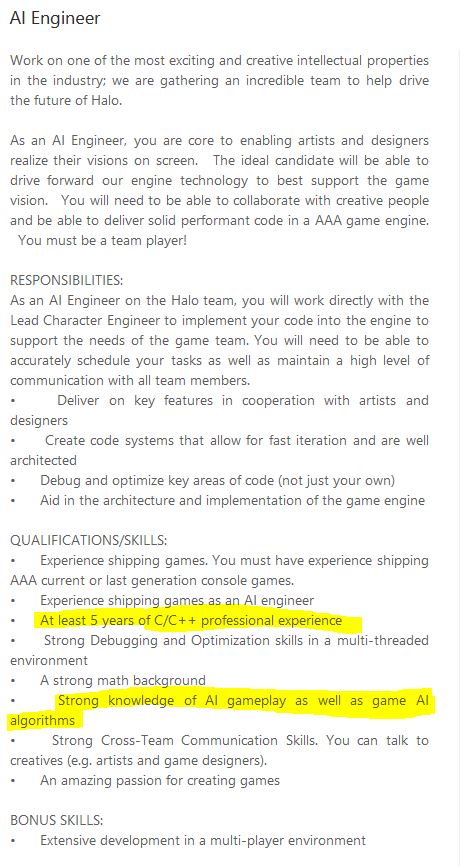 AI Engineer
Work on one of the most exciting and creative intellectual properties
in the industry; we are gathering an incredible team to help drive
the future of Halo.
As an AI Engineer, you are core to enabling artists and designers
realize their visions on screen. The ideal candidate will be able to
drive forward our engine technology to best support the game
vision. You will need to be able to collaborate with creative people
and be able to deliver solid performant code in a AAA game engine.
You must be a team player!
RESPONSIBILITIES:
As an AI Engineer on the Halo team, you will work directly with the
Lead Character Engineer to implement your code into the engine to
support the needs of the game team. You will need to be able to
accurately schedule your tasks as well as maintain a high level of
communication with all team members.
• Deliver on key features in cooperation with artists and
designers
• Create code systems that allow for fast iteration and are well
architected
• Debug and optimize key areas of code (not just your own)
• Aid in the architecture and implementation of the game engine
QUALIFICATIONS/SKILLS:
• Experience shipping games. You must have experience shipping
AAA current or last generation console games.
• Experience shipping games as an AI engineer
• At least 5 years of C/C++ professional experience
• Strong Debugging and Optimization skills in a multi-threaded
environment
• A strong math background
• Strong knowledge of AI gameplay as well as game AI
algorithms
• Strong Cross-Team Communication Skills. You can talk to
creatives (e.g. artists and game designers).
• An amazing passion for creating games
BONUS SKILLS:
• Extensive development in a multi-player environment